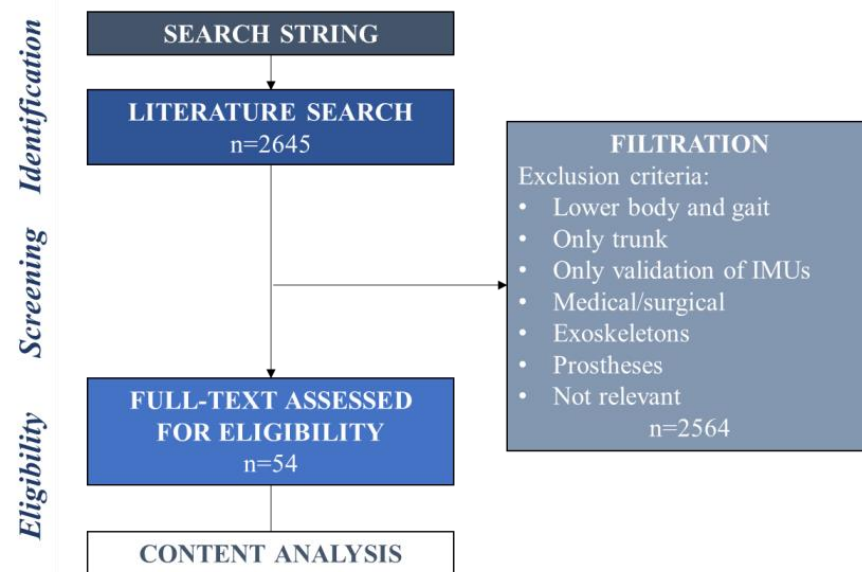 Identification
SEARCH STRING
LITERATURE SEARCH
n=2645
Screening
FILTRATION
Exclusion criteria:
• Lower body and gait
• Only trunk
• Only validation of IMUs
• Medical/surgical
• Exoskeletons
• Prostheses
• Not relevant
n=2564
Eligibility
FULL-TEXT ASSESSED
FOR ELIGIBILITY
n=54
CONTENT ANALYSIS